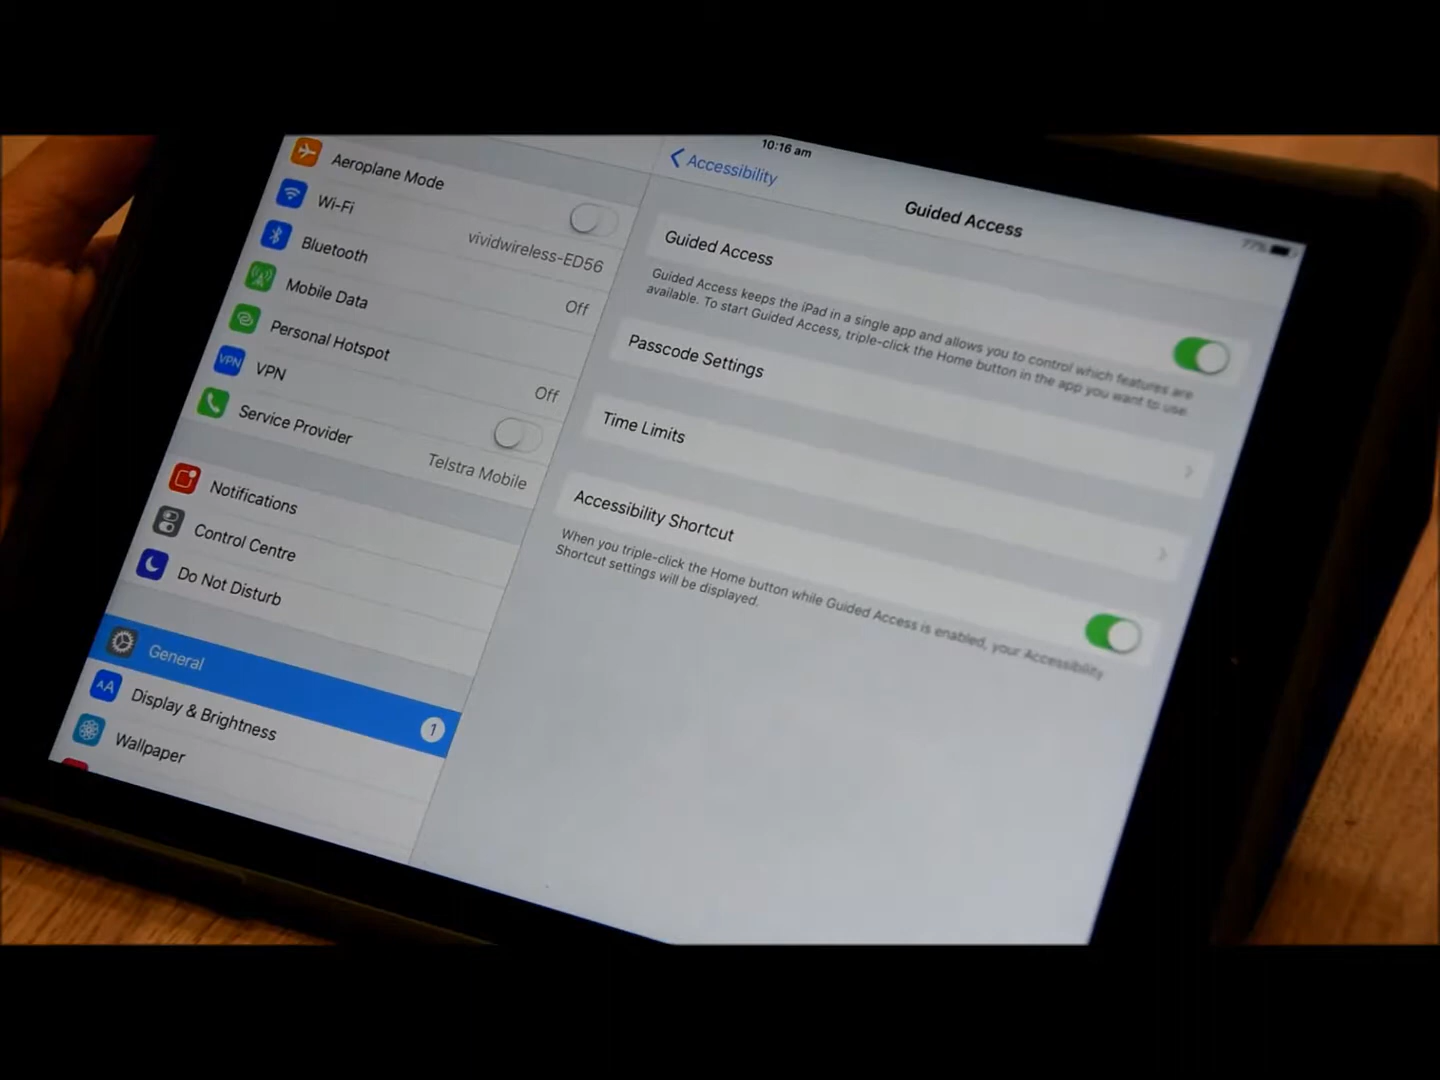 10:16 am
77%
Aeroplane Mode
Wi-Fi
vividwireless-ED56
Bluetooth
Off
Mobile Data
Personal Hotspot
Off
VPN
VPN
Service Provider
Telstra Mobile
Notifications
Control Centre
Do Not Disturb
General
1
AA
Display & Brightness
Wallpaper
Accessibility
Guided Access
Guided Access
Guided Access keeps the iPad in a single app and allows you to control which features are
available. To start Guided Access, triple-click the Home button in the app you want to use.
Passcode Settings
Time Limits
Accessibility Shortcut
When you triple-click the Home button while Guided Access is enabled, your Accessibility
Shortcut settings will be displayed.